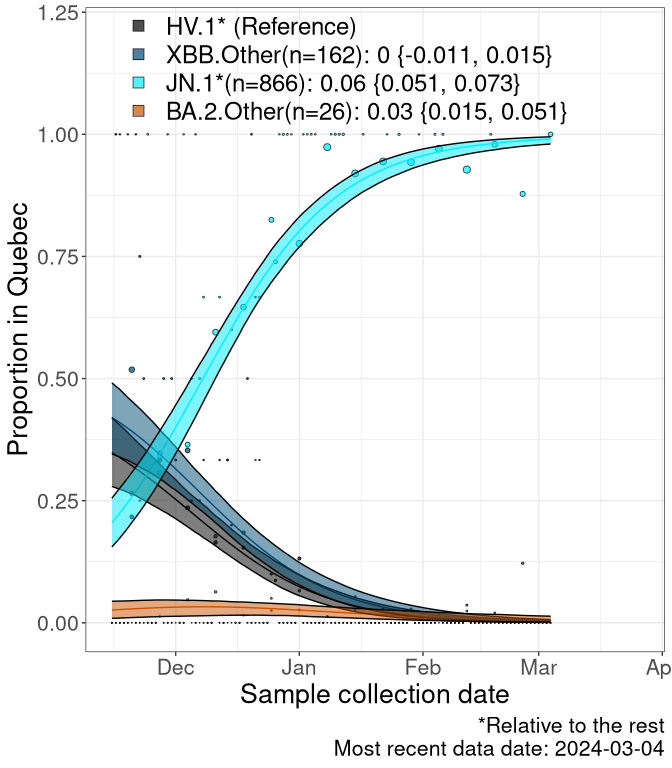 1.25
HV.1* (Reference)
XBB.Other(n=162): 0 {-0.011, 0.015}
JN.1*(n=866): 0.06 {0.051, 0.073}
BA.2.Other(n=26): 0.03 {0.015, 0.051}
1.00
0.75
0.50
0.25
0.00
Proportion in Quebec
Dec Jan Feb Mar Ap
Sample collection date
*Relative to the rest
Most recent data date: 2024-03-04